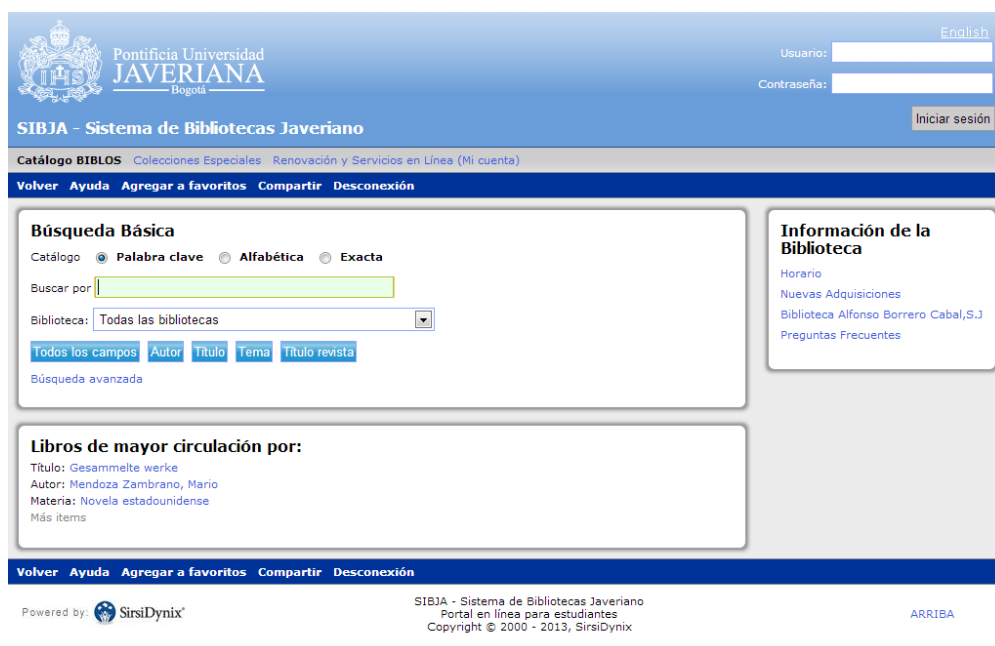 English
Pontificia Universidad
JAVERIANA
Bogotá
Usuario:
Contraseña:
Iniciar sesión
SIBJA - Sistema de Bibliotecas Javeriano
Catálogo BIBLOS Colecciones Especiales Renovación y Servicios en Línea (Mi cuenta)
Volver Ayuda Agregar a favoritos Compartir Desconexión
Búsqueda Básica
Catálogo Palabra clave Alfabética Exacta
Buscar por
Biblioteca: Todas las bibliotecas
Todos los campos Autor Título Tema Título revista
Búsqueda avanzada
Información de la
Biblioteca
Horario
Nuevas Adquisiciones
Biblioteca Alfonso Borrero Cabal,S.J
Preguntas Frecuentes
Libros de mayor circulación por:
Título: Gesammelte werke
Autor: Mendoza Zambrano, Mario
Materia: Novela estadounidense
Más items
Volver Ayuda Agregar a favoritos Compartir Desconexión
Powered by: SirsiDynix®
SIBJA - Sistema de Bibliotecas Javeriano
Portal en línea para estudiantes
Copyright © 2000 - 2013, SirsiDynix
ARRIBA